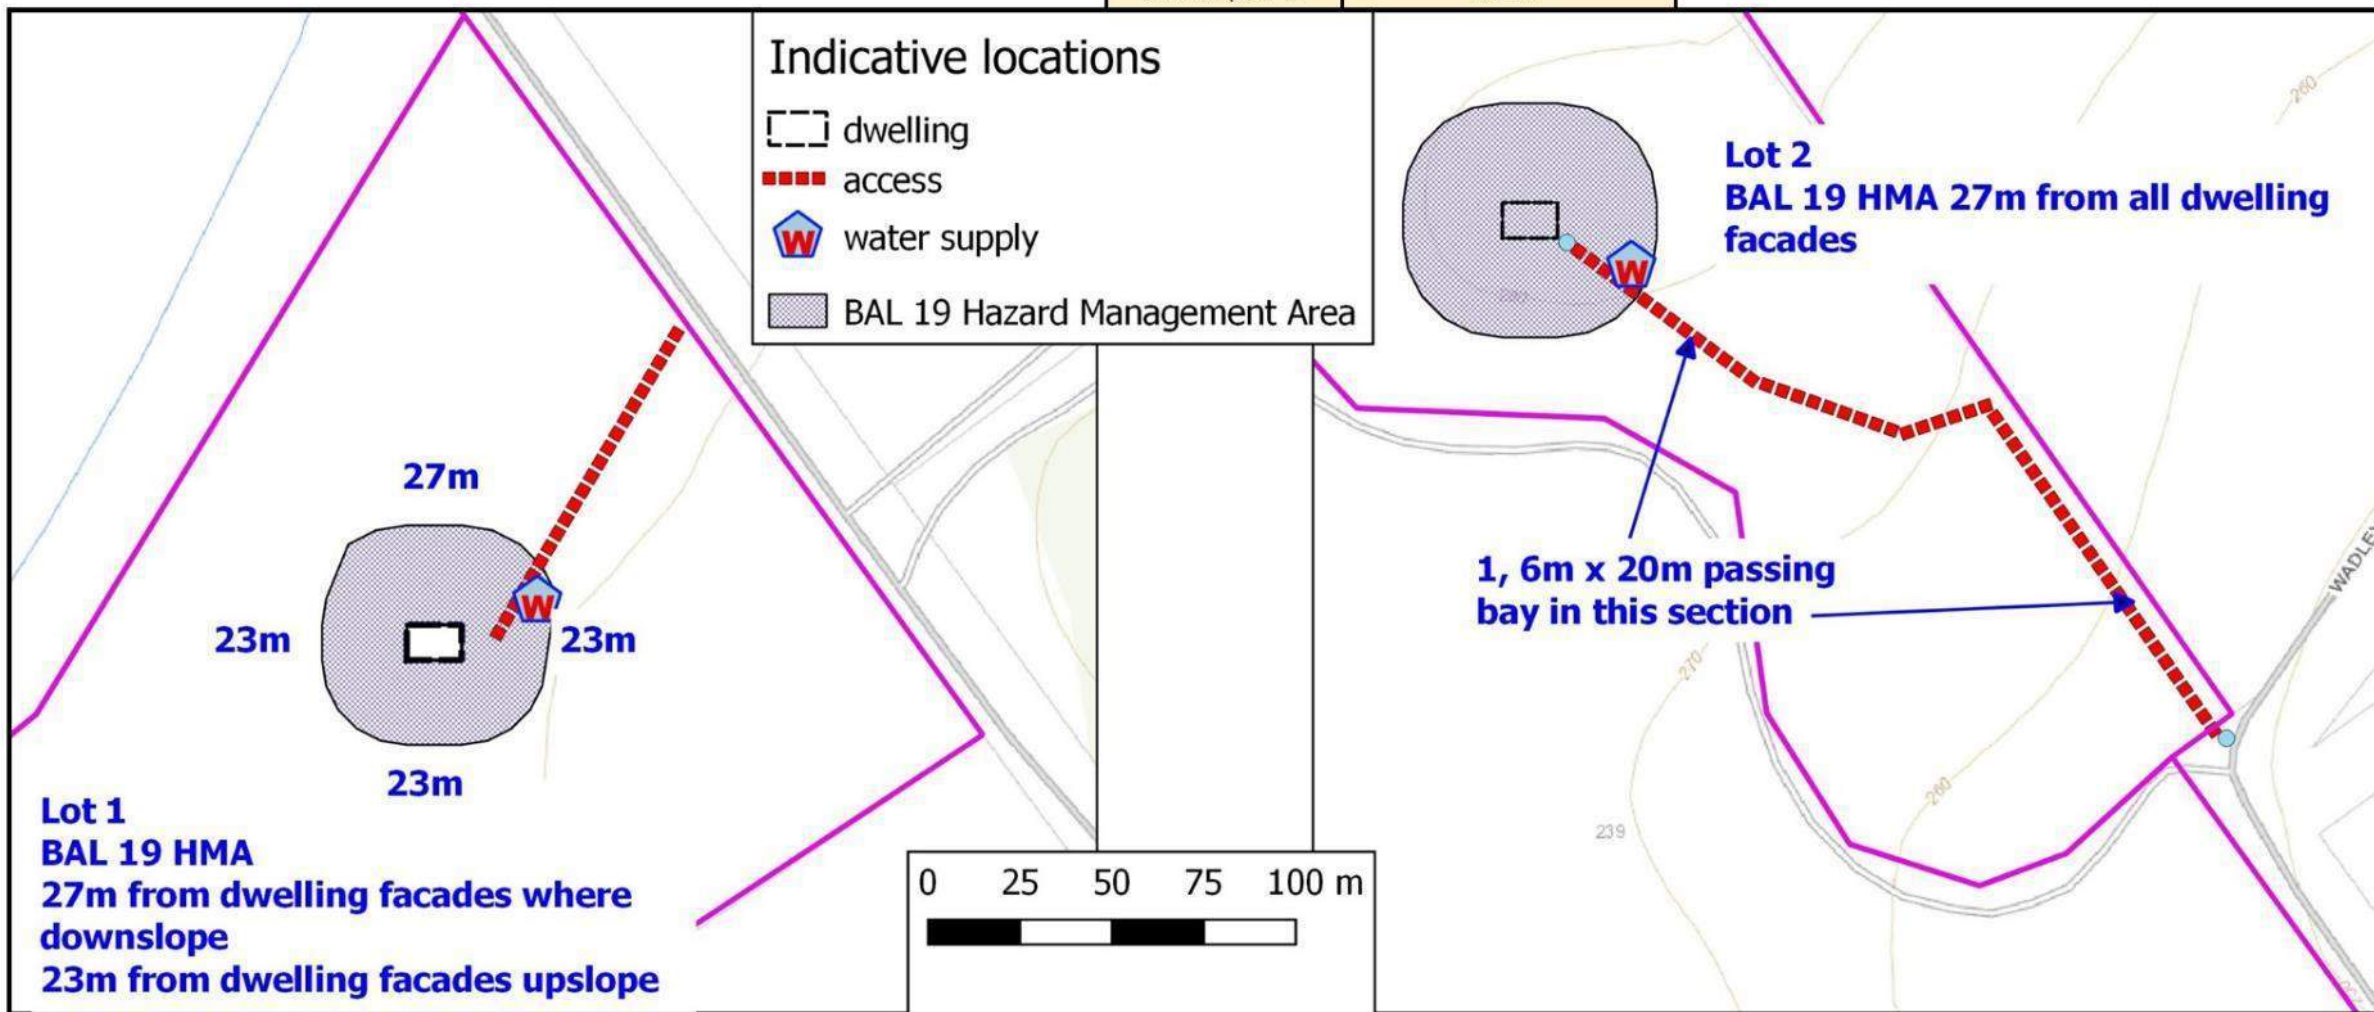 Indicative locations
dwelling
access
W
water supply
BAL 19 Hazard Management Area
27m
23m
W
23m
23m
Lot 1
BAL 19 HMA
27m from dwelling facades where
downslope
23m from dwelling facades upslope
0 25 50 75 100 m
Lot 2
BAL 19 HMA 27m from all dwelling
facades
W
280
260
1, 6m x 20m passing
bay in this section
270
260
239